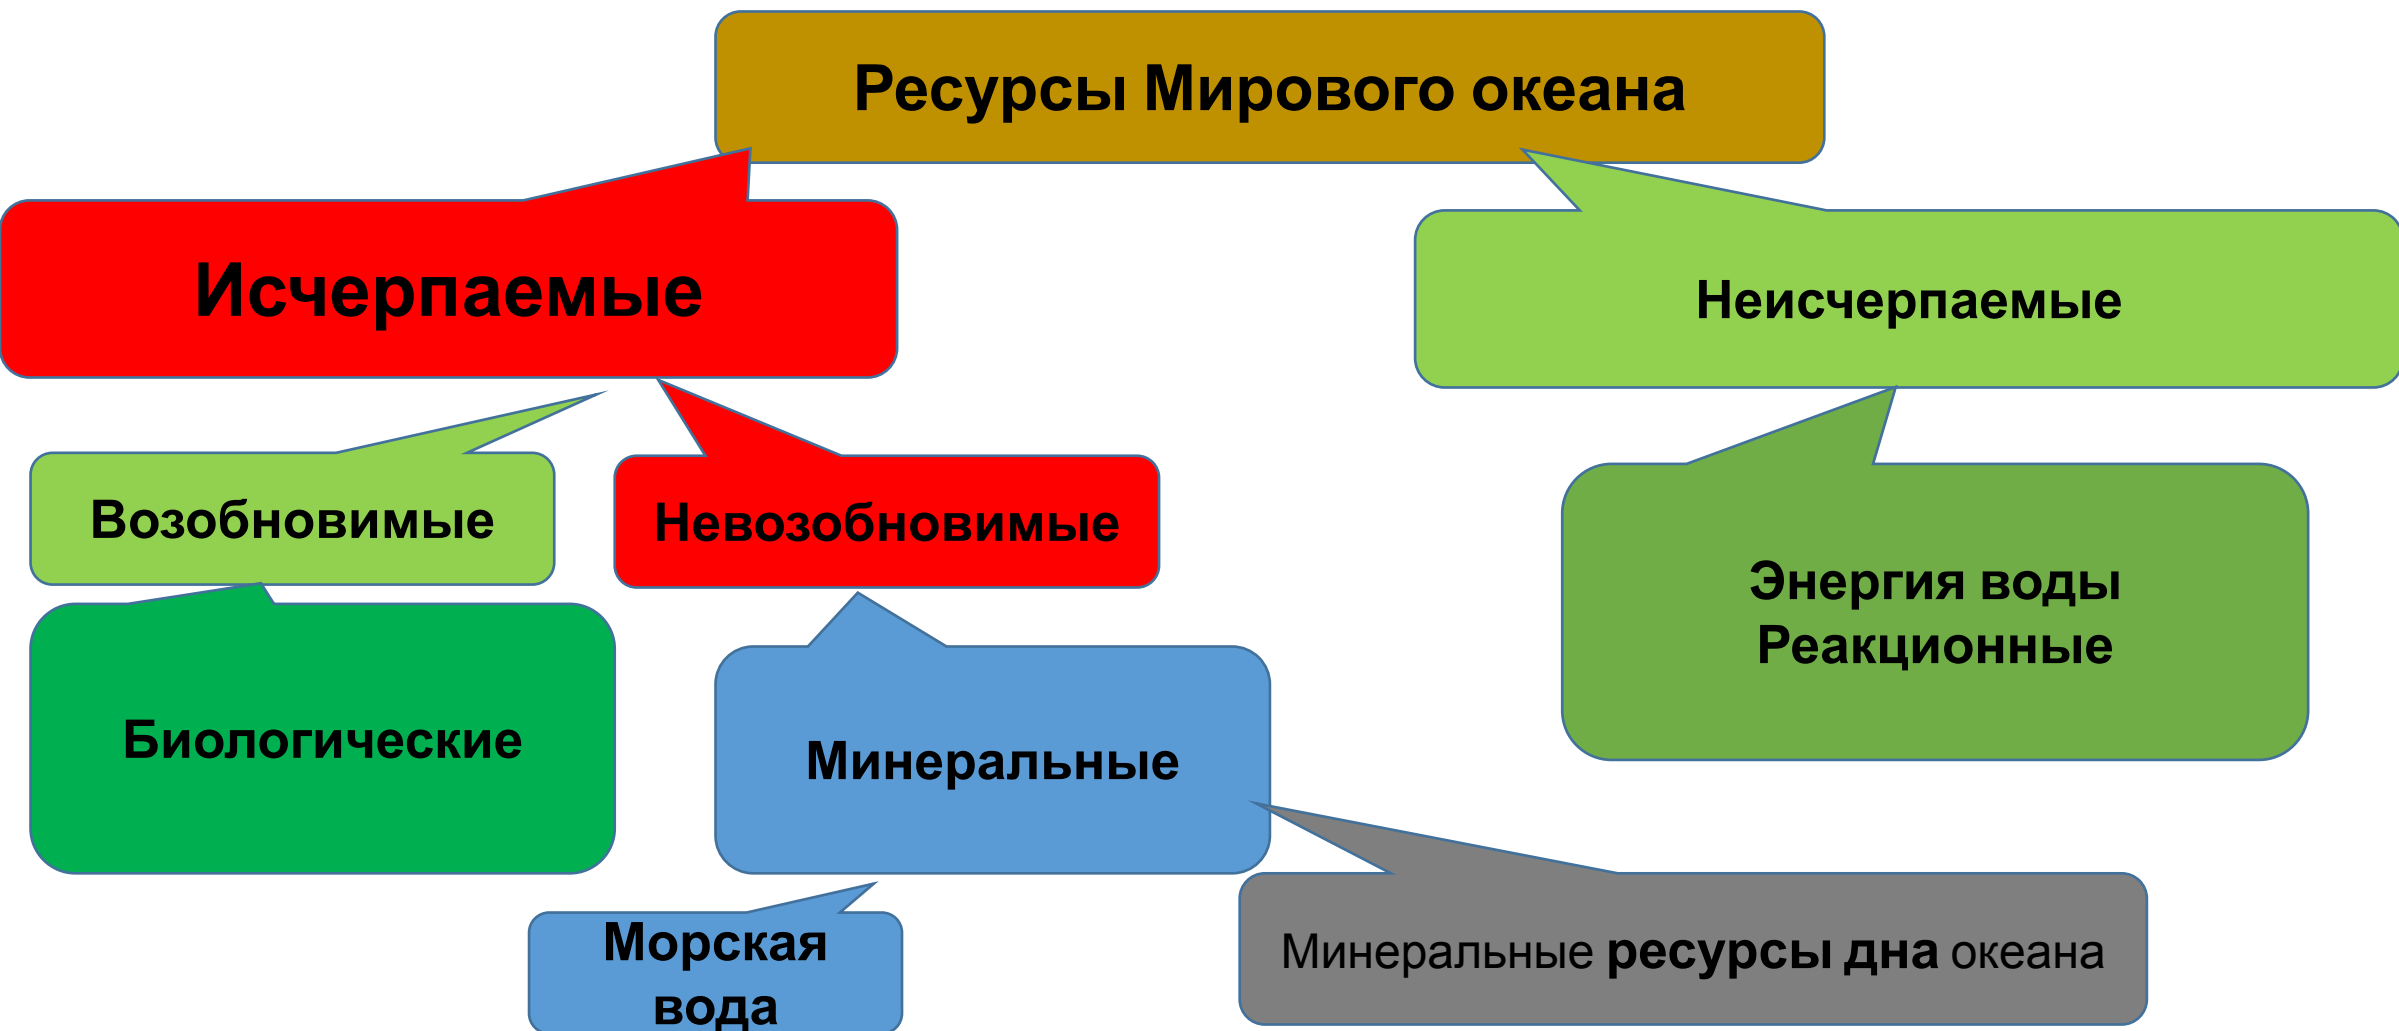 Ресурсы Мирового океана
Исчерпаемые
Неисчерпаемые
Возобновимые
Невозобновимые
Энергия воды
Реакционные
Биологические
Минеральные
Морская
вода
Минеральные ресурсы дна океана